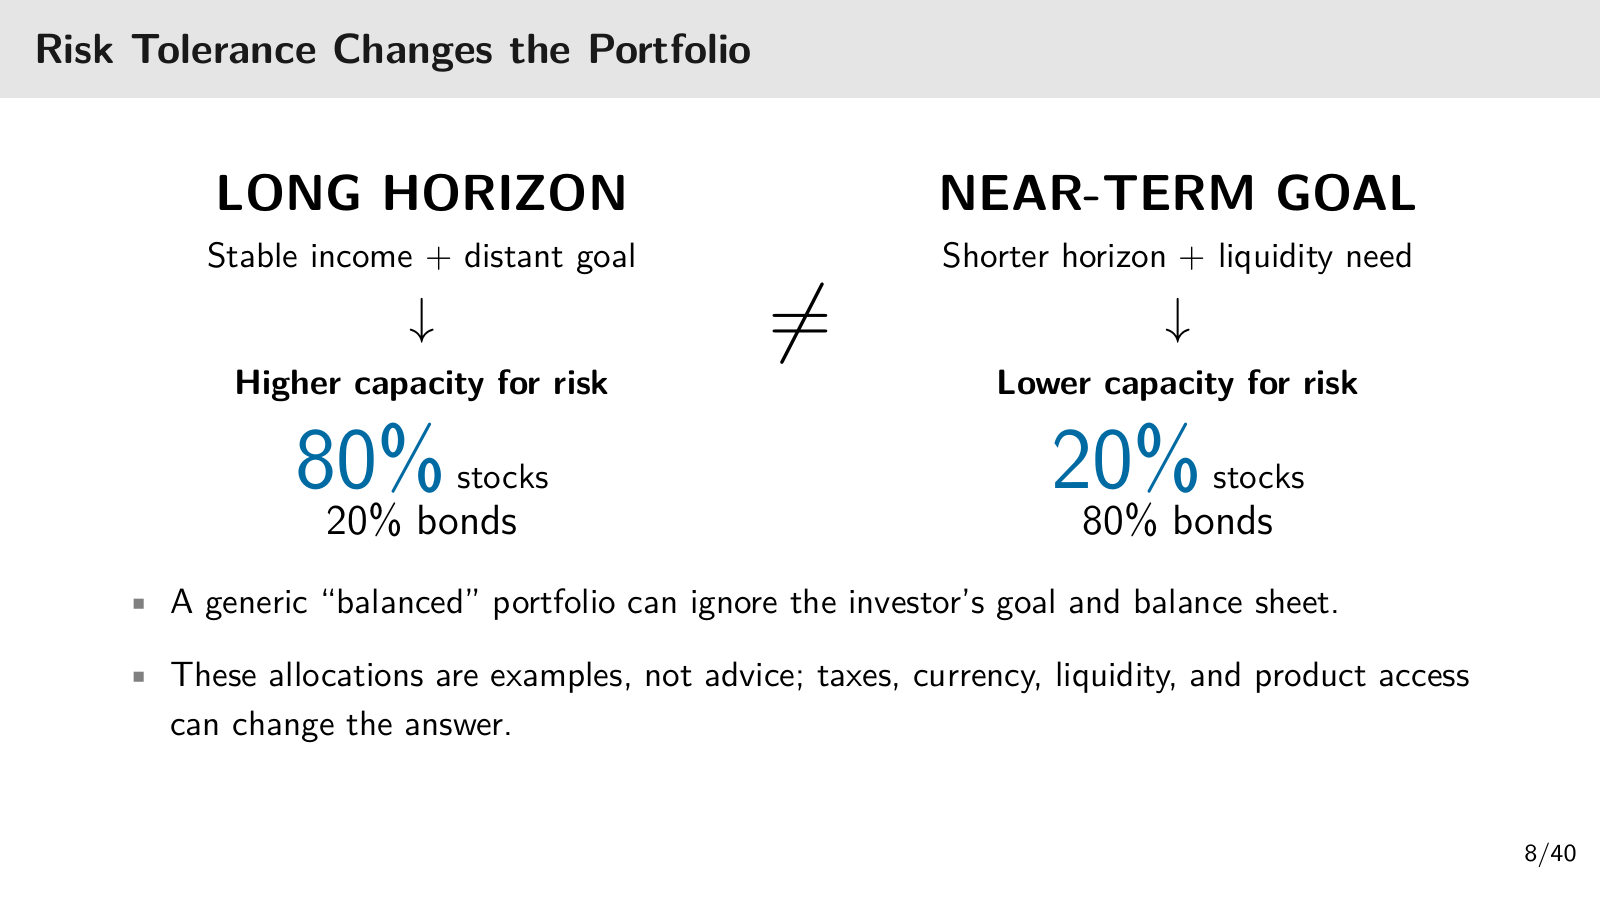 Risk Tolerance Changes the Portfolio
LONG HORIZON
Stable income + distant goal
↓
Higher capacity for risk
80% stocks
20% bonds
≠
NEAR-TERM GOAL
Shorter horizon + liquidity need
↓
Lower capacity for risk
20% stocks
80% bonds
▪ A generic “balanced” portfolio can ignore the investor’s goal and balance sheet.
▪ These allocations are examples, not advice; taxes, currency, liquidity, and product access
can change the answer.
8/40